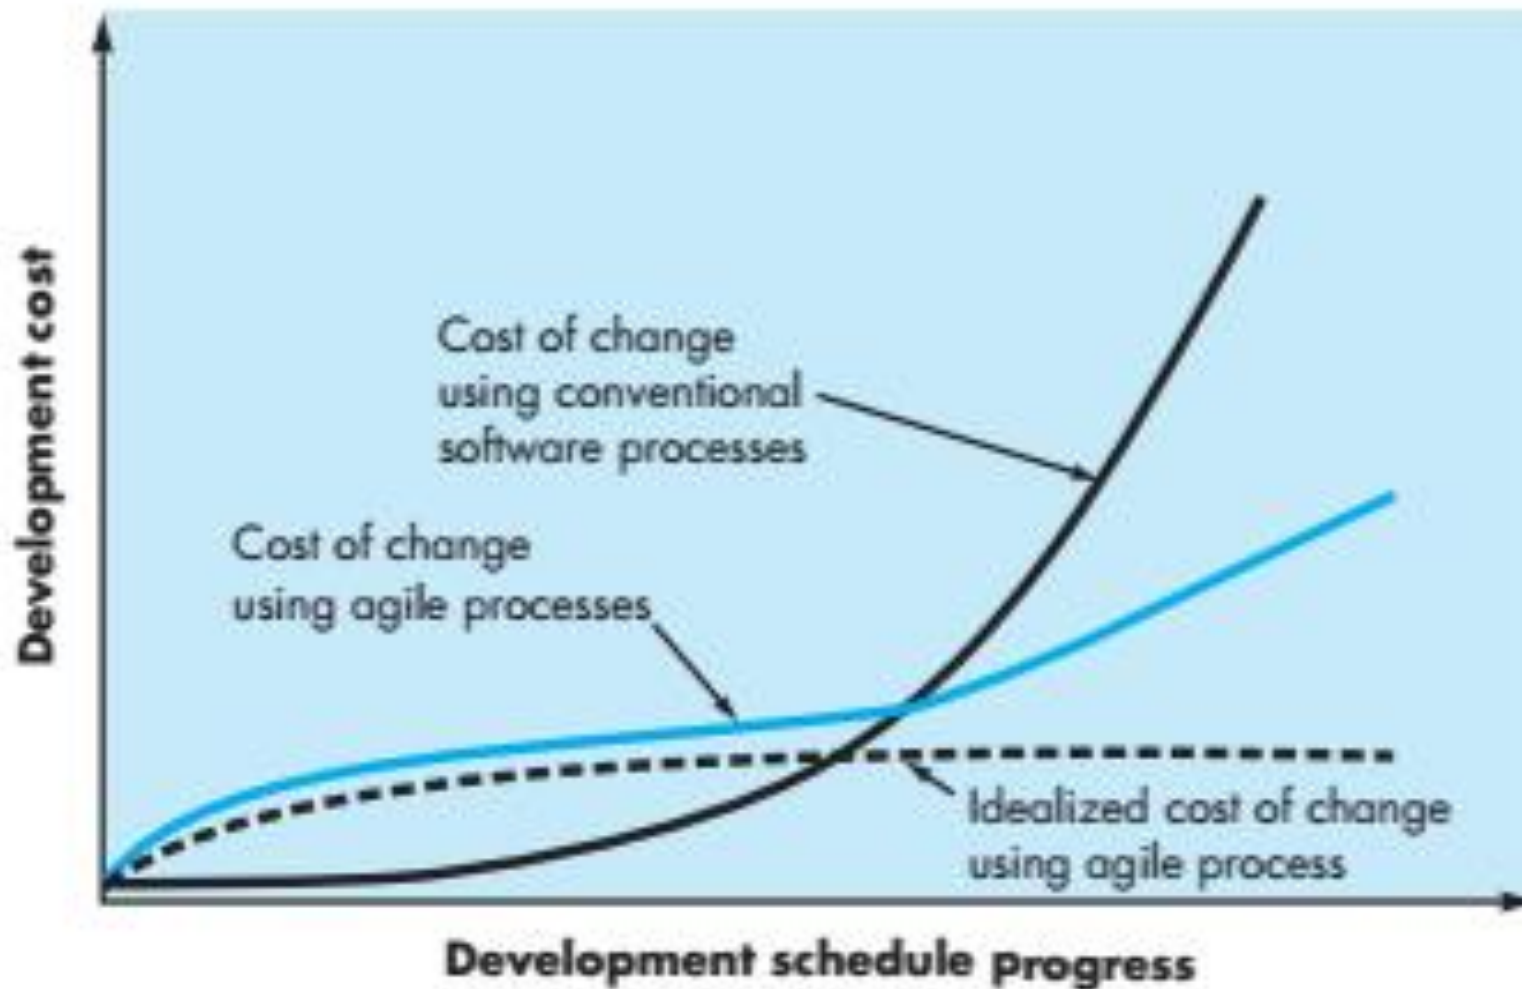 Development cost
Cost of change
using conventional
software processes
Cost of change
using agile processes
Idealized cost of change
using agile process
Development schedule progress